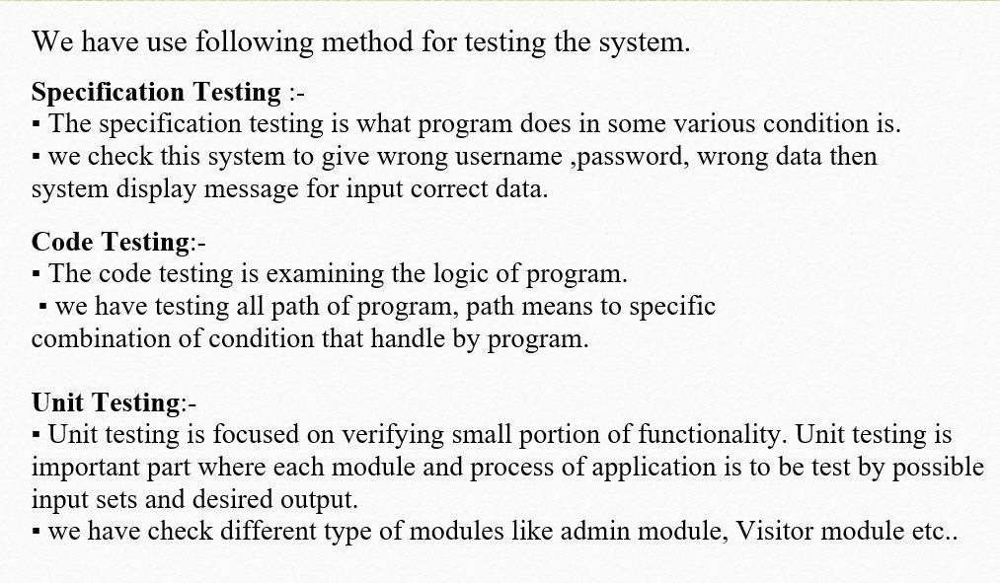 We have use following method for testing the system.
Specification Testing :-
▪ The specification testing is what program does in some various condition is.
▪ we check this system to give wrong username ,password, wrong data then
system display message for input correct data.
Code Testing:-
▪ The code testing is examining the logic of program.
▪ we have testing all path of program, path means to specific
combination of condition that handle by program.
Unit Testing:-
▪ Unit testing is focused on verifying small portion of functionality. Unit testing is
important part where each module and process of application is to be test by possible
input sets and desired output.
▪ we have check different type of modules like admin module, Visitor module etc..